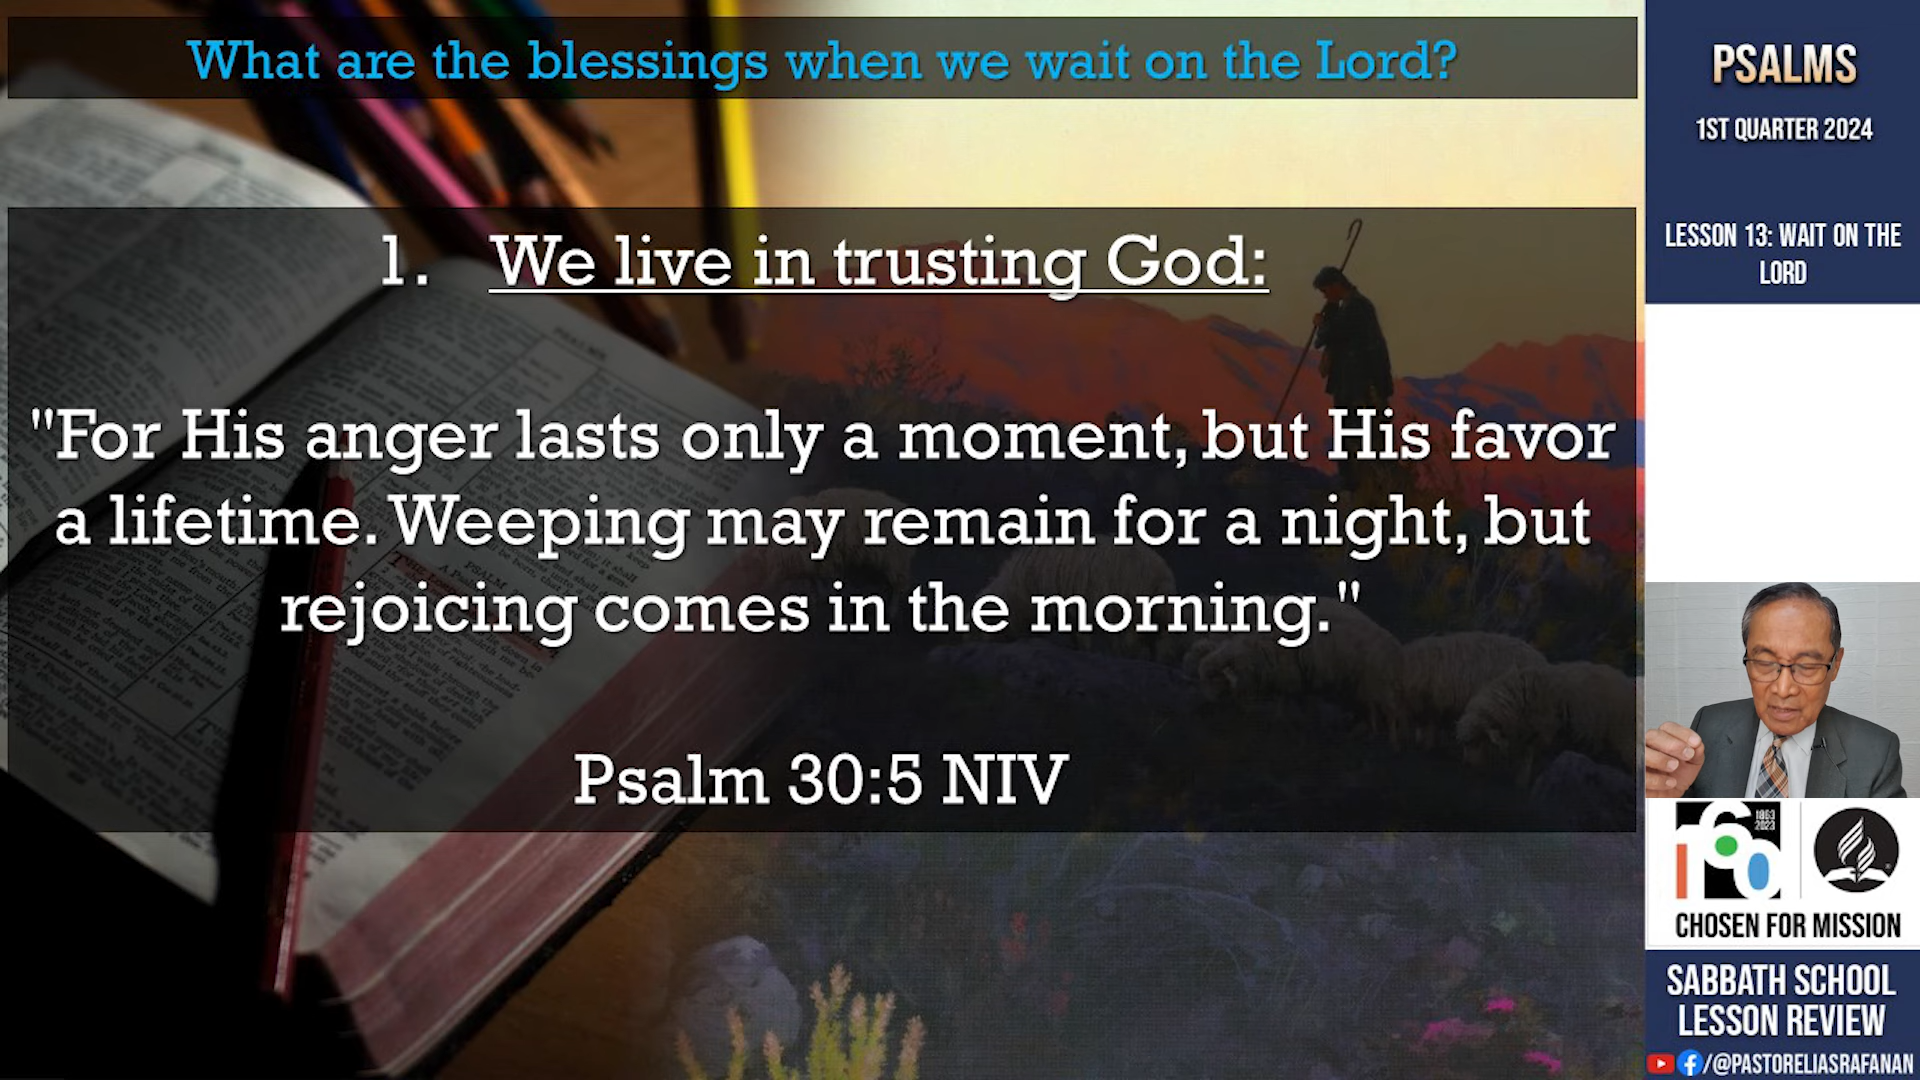 What are the blessings when we wait on the Lord?
1. We live in trusting God:
"For His anger lasts only a moment, but His favor
a lifetime. Weeping may remain for a night, but
rejoicing comes in the morning."
Psalm 30:5 NIV
PSALMS
1ST QUARTER 2024
LESSON 13: WAIT ON THE
LORD
160
1863
2023
CHOSEN FOR MISSION
SABBATH SCHOOL
LESSON REVIEW
/@PASTORELIASRAFANAN